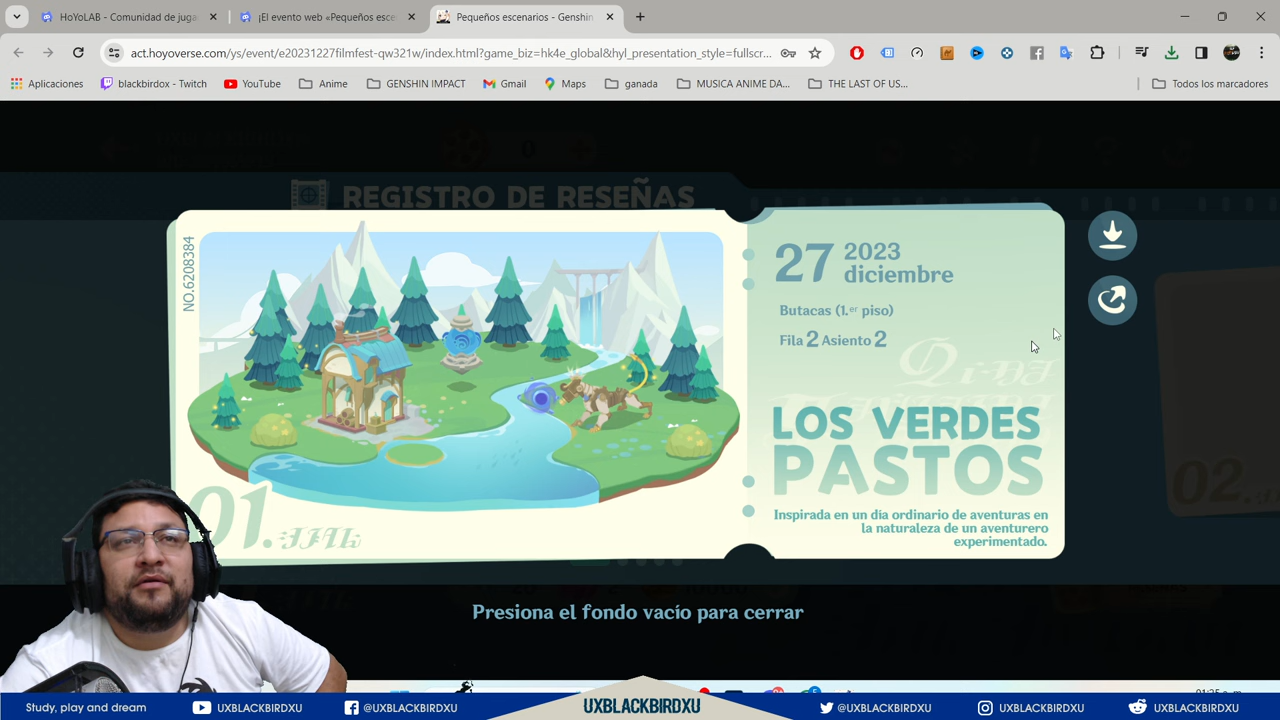 HoYoLAB - Comunidad de juga
¡El evento web «Pequeños esce
Pequeños escenarios - Genshin
act.hoyoverse.com/ys/event/e20231227filmfest-qw321w/index.html?game_biz=hk4e_global&hyl_presentation_style=fullscr...
Aplicaciones
blackbirdox - Twitch
YouTube
Anime
GENSHIN IMPACT
Gmail
Maps
ganada
MUSICA ANIME DA...
THE LAST OF US...
Todos los marcadores
0
REGISTRO DE RESEÑAS
NO.6208384
27 2023
diciembre
Butacas (1.er piso)
Fila 2 Asiento 2
LOS VERDES
PASTOS
Inspirada en un día ordinario de aventuras en
la naturaleza de un aventurero
experimentado.
01.
02.
Presiona el fondo vacío para cerrar
Study, play and dream
UXBLACKBIRDXU
@UXBLACKBIRDXU
UXBLACKBIRDXU
@UXBLACKBIRDXU
UXBLACKBIRDXU
UXBLACKBIRDXU